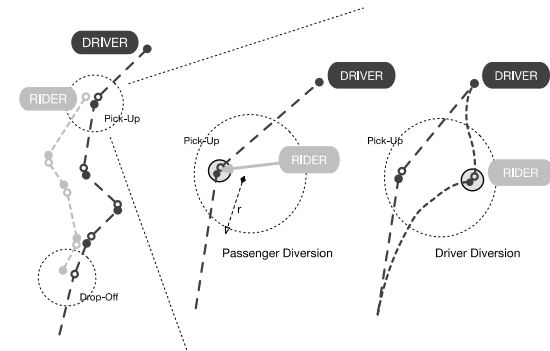 DRIVER
RIDER
Pick-Up
Drop-Off
DRIVER
Pick-Up
RIDER
r
Passenger Diversion
DRIVER
Pick-Up
RIDER
Driver Diversion